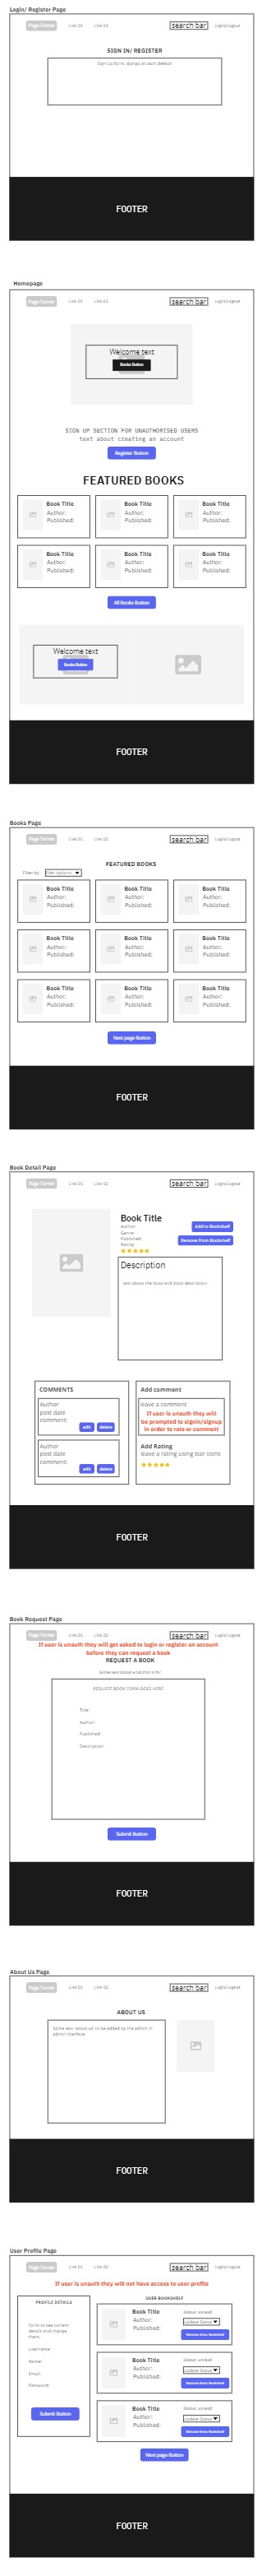 Login/ Register Page
Page Turner Link 01 Link 02 search bar Login/Logout
SIGN IN/ REGISTER
Sign Up form, django all auth default
FOOTER
Homepage
Page Turner Link 01 Link 02 search bar Login/Logout
Welcome text
Books Button
SIGN UP SECTION FOR UNAUTHORISED USERS
text about creating an account
Register Button
FEATURED BOOKS
Book Title Book Title Book Title
Author: Author: Author:
Published: Published: Published:
Book Title Book Title Book Title
Author: Author: Author:
Published: Published: Published:
All Books Button
Welcome text
Books Button
FOOTER
Books Page
Page Turner Link 01 Link 02 search bar Login/Logout
FEATURED BOOKS
Filter by: filter options
Book Title Book Title Book Title
Author: Author: Author:
Published: Published: Published:
Book Title Book Title Book Title
Author: Author: Author:
Published: Published: Published:
Book Title Book Title Book Title
Author: Author: Author:
Published: Published: Published:
Next page Button
FOOTER
Book Detail Page
Page Turner Link 01 Link 02 search bar Login/Logout
Book Title
Author:
Genre:
Published:
Rating:
Add to Bookshelf
Remove from Bookshelf
Description
text about the book and book description
COMMENTS
Author
post date
comment:
edit delete
Author
post date
comment:
edit delete
Add comment
leave a comment
If user is unauth they will
be prompted to signin/signup
in order to rate or comment
Add Rating
leave a rating using star icons
FOOTER
Book Request Page
Page Turner Link 01 Link 02 search bar Login/Logout
If user is unauth they will get asked to login or register an account
before they can request a book
REQUEST A BOOK
Some text about what this is for
REQUEST BOOK FORM GOES HERE
Title:
Author:
Published:
Description:
Submit Button
FOOTER
About Us Page
Page Turner Link 01 Link 02 search bar Login/Logout
ABOUT US
Some text 'about us' to be added by the admin in
admin interface.
FOOTER
User Profile Page
Page Turner Link 01 Link 02 search bar Login/Logout
If user is unauth they will not have access to user profile
PROFILE DETAILS
Form to see current
details and change
them.
Username:
Name:
Email:
Password:
Submit Button
USER BOOKSHELF
Book Title Status: unread
Author: Update Status
Published: Remove from Bookshelf
Book Title Status: unread
Author: Update Status
Published: Remove from Bookshelf
Book Title Status: unread
Author: Update Status
Published: Remove from Bookshelf
Next page Button
FOOTER